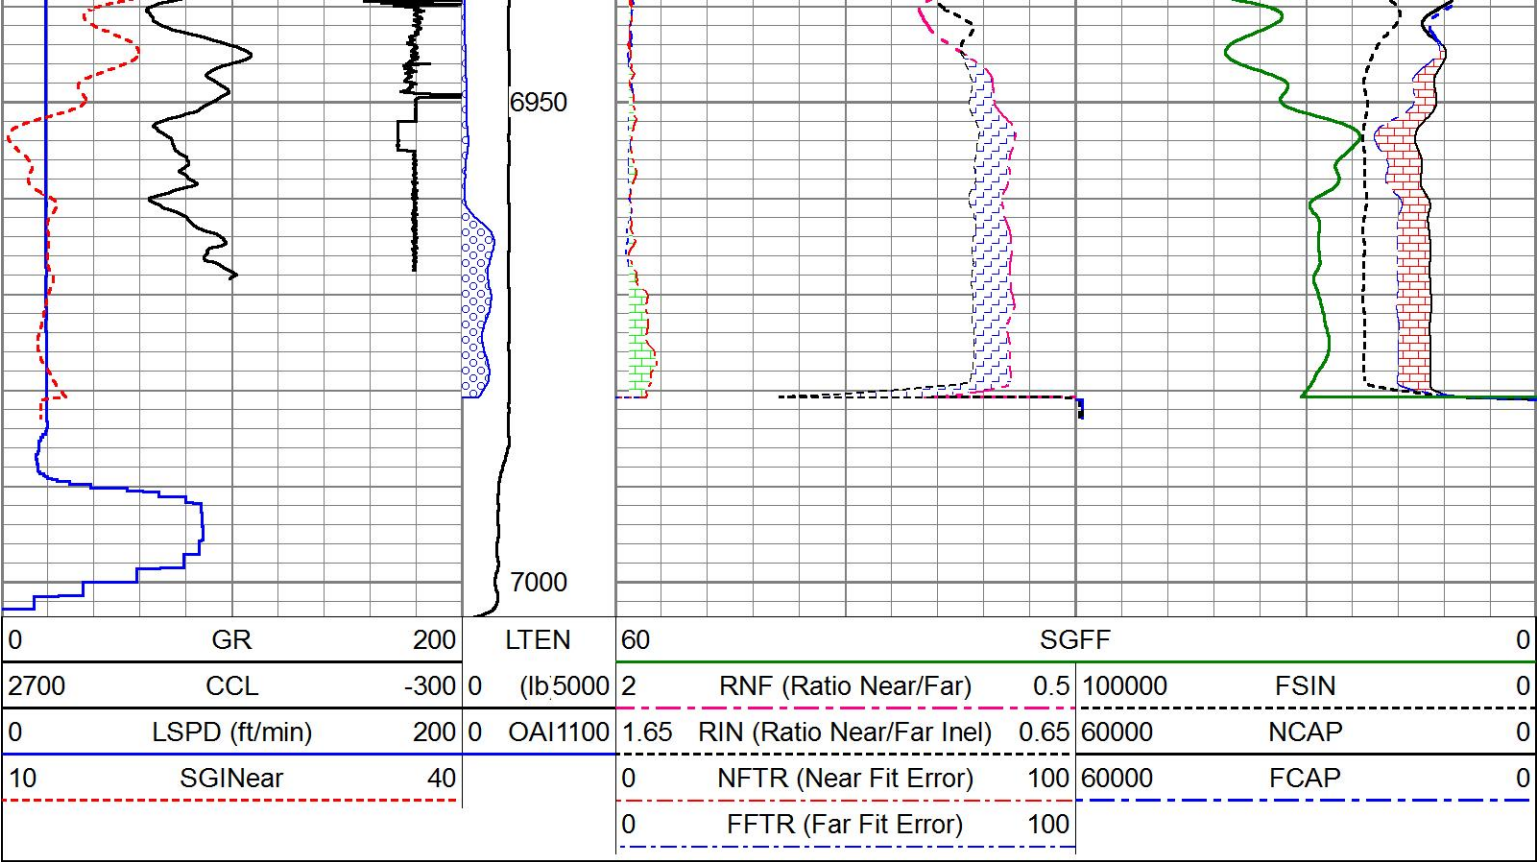 6950
7000
0 GR 200 LTEN 60 SGFF 0
2700 CCL -300 0 (lb 5000 2 RNF (Ratio Near/Far) 0.5 100000 FSIN 0
0 LSPD (ft/min) 200 0 OAI1 100 1.65 RIN (Ratio Near/Far Inel) 0.65 60000 NCAP 0
10 SGINear 40 0 NFTR (Near Fit Error) 100 60000 FCAP 0
0 FFTR (Far Fit Error) 100